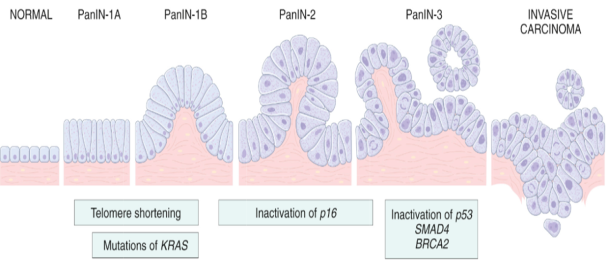 NORMAL
PanIN-1A
PanIN-1B
PanIN-2
PanIN-3
INVASIVE
CARCINOMA
Telomere shortening
Mutations of KRAS
Inactivation of p16
Inactivation of p53
SMAD4
BRCA2